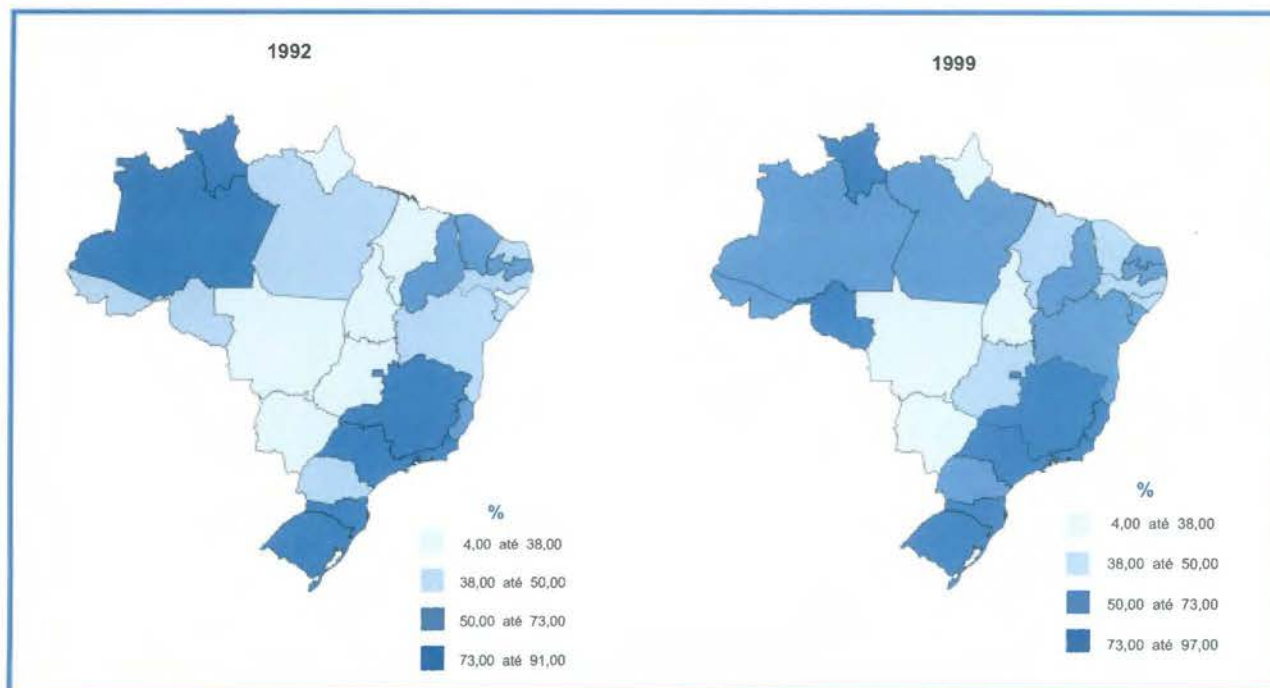 1992
%
4,00 até 38,00
38,00 até 50,00
50,00 até 73,00
73,00 até 91,00
1999
%
4,00 até 38,00
38,00 até 50,00
50,00 até 73,00
73,00 até 97,00